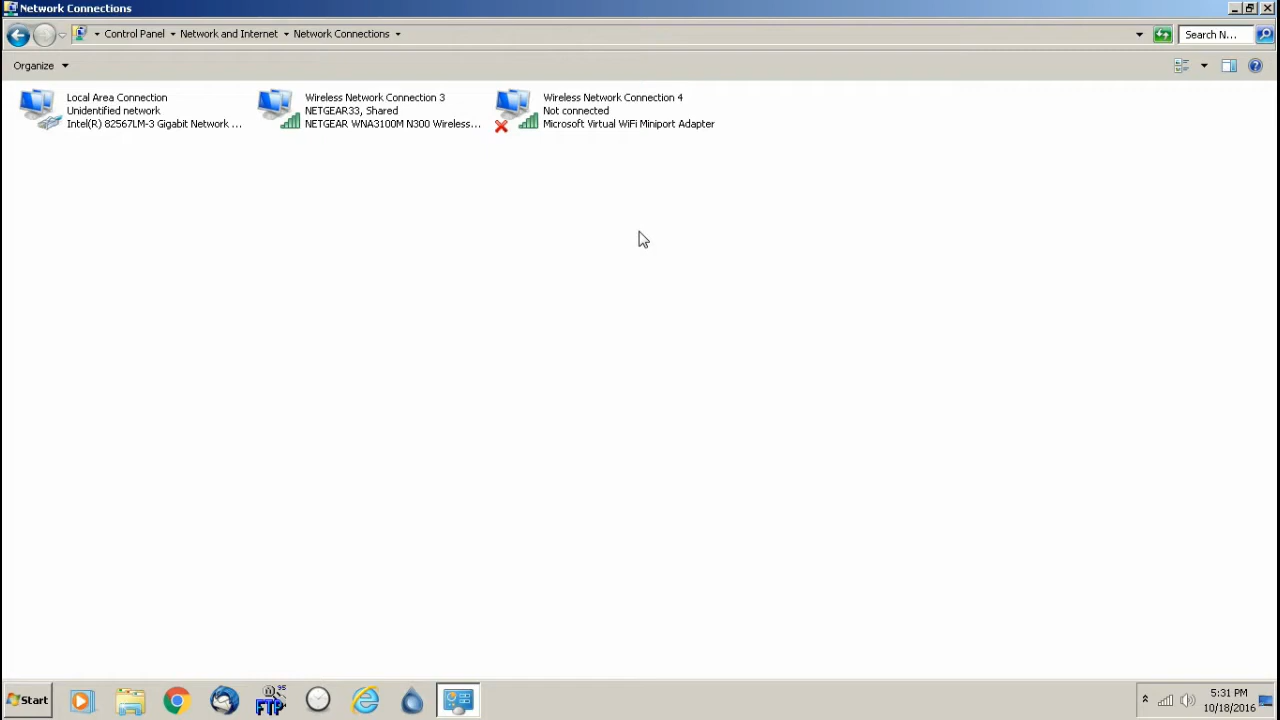 Network Connections
Control Panel Network and Internet Network Connections Search N...
Organize
Local Area Connection
Unidentified network
Intel(R) 82567LM-3 Gigabit Network ...
Wireless Network Connection 3
NETGEAR33, Shared
NETGEAR WNA3100M N300 Wireless...
Wireless Network Connection 4
Not connected
Microsoft Virtual WiFi Miniport Adapter
Start
FTP
5:31 PM
10/18/2016